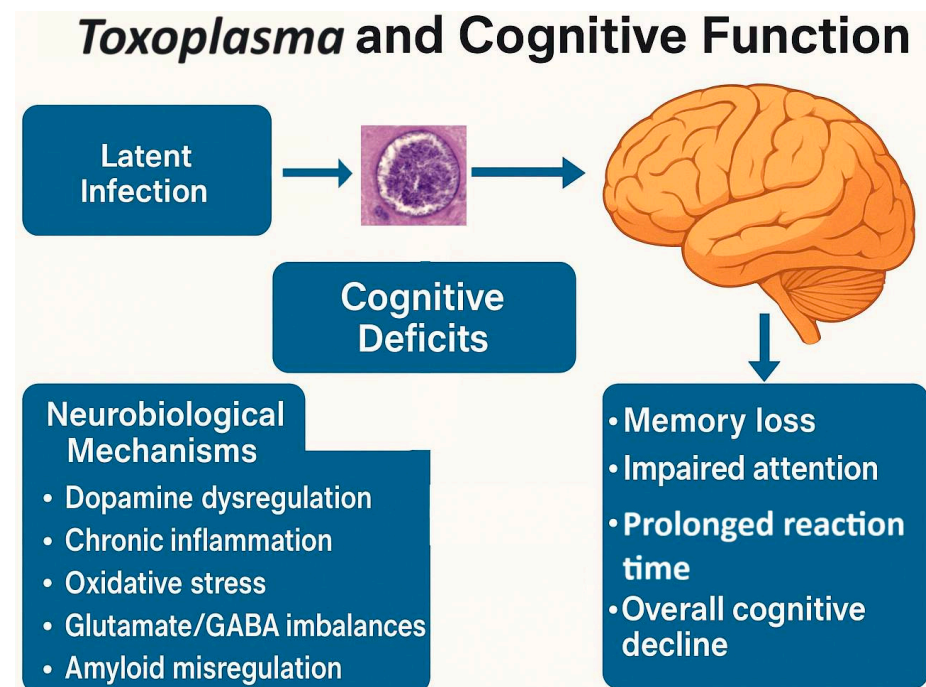 Toxoplasma and Cognitive Function
Latent
Infection
Cognitive
Deficits
Neurobiological
Mechanisms
• Dopamine dysregulation
• Chronic inflammation
• Oxidative stress
• Glutamate/GABA imbalances
• Amyloid misregulation
• Memory loss
• Impaired attention
• Prolonged reaction
time
• Overall cognitive
decline